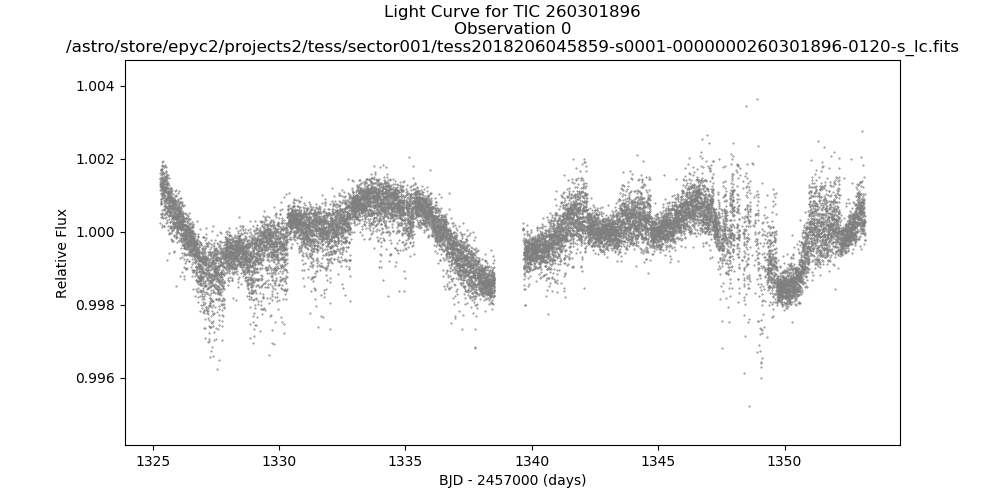 Light Curve for TIC 260301896
Observation 0
/astro/store/epyc2/projects2/tess/sector001/tess2018206045859-s0001-0000000260301896-0120-s_lc.fits
1.004
1.002
1.000
0.998
0.996
Relative Flux
1325
1330
1335
1340
1345
1350
BJD - 2457000 (days)